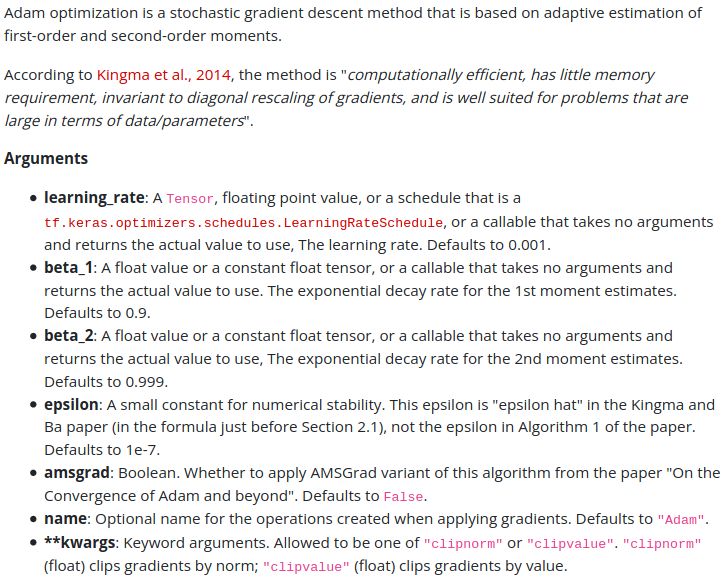 Adam optimization is a stochastic gradient descent method that is based on adaptive estimation of
first-order and second-order moments.
According to Kingma et al., 2014, the method is "computationally efficient, has little memory
requirement, invariant to diagonal rescaling of gradients, and is well suited for problems that are
large in terms of data/parameters".
Arguments
• learning_rate: A Tensor, floating point value, or a schedule that is a
tf.keras.optimizers.schedules.LearningRateSchedule, or a callable that takes no arguments
and returns the actual value to use, The learning rate. Defaults to 0.001.
• beta_1: A float value or a constant float tensor, or a callable that takes no arguments and
returns the actual value to use. The exponential decay rate for the 1st moment estimates.
Defaults to 0.9.
• beta_2: A float value or a constant float tensor, or a callable that takes no arguments and
returns the actual value to use, The exponential decay rate for the 2nd moment estimates.
Defaults to 0.999.
• epsilon: A small constant for numerical stability. This epsilon is "epsilon hat" in the Kingma and
Ba paper (in the formula just before Section 2.1), not the epsilon in Algorithm 1 of the paper.
Defaults to 1e-7.
• amsgrad: Boolean. Whether to apply AMSGrad variant of this algorithm from the paper "On the
Convergence of Adam and beyond". Defaults to False.
• name: Optional name for the operations created when applying gradients. Defaults to "Adam".
• **kwargs: Keyword arguments. Allowed to be one of "clipnorm" or "clipvalue". "clipnorm"
(float) clips gradients by norm; "clipvalue" (float) clips gradients by value.